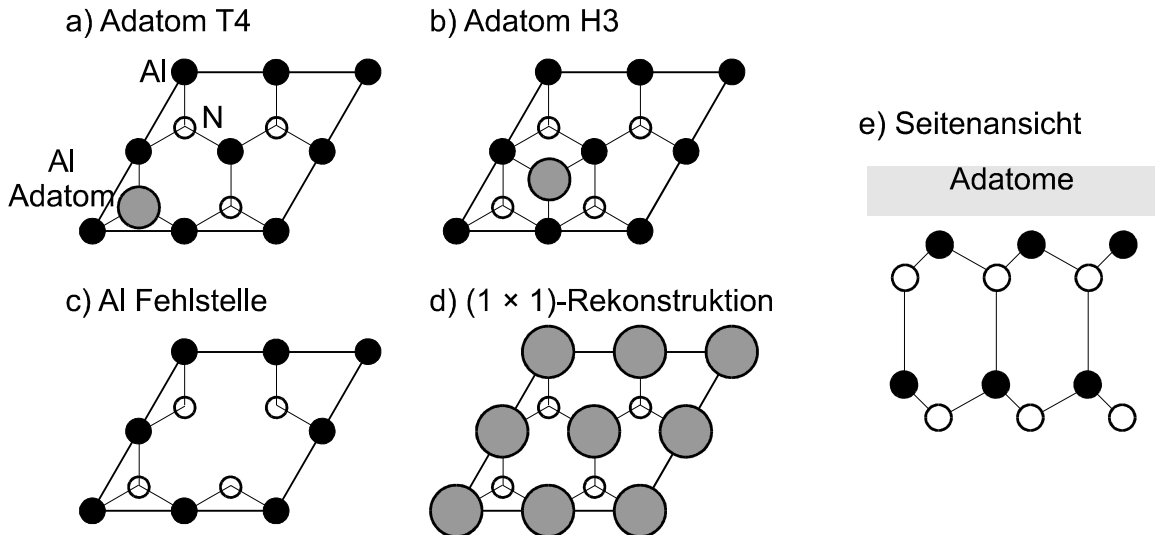 a) Adatom T4
b) Adatom H3
Al
N
Al
Adatom
e) Seitenansicht
Adatome
c) Al Fehlstelle
d) (1 × 1)-Rekonstruktion